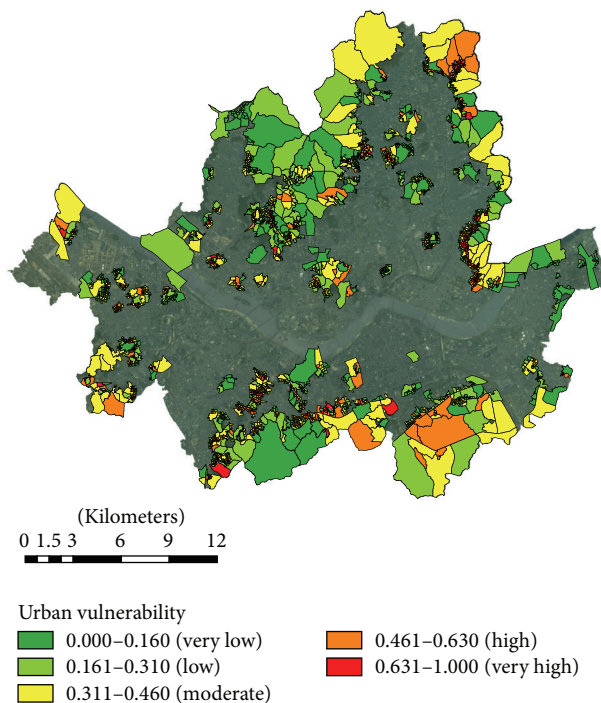 (Kilometers)
0 1.5 3 6 9 12
Urban vulnerability
0.000–0.160 (very low)
0.161–0.310 (low)
0.311–0.460 (moderate)
0.461–0.630 (high)
0.631–1.000 (very high)